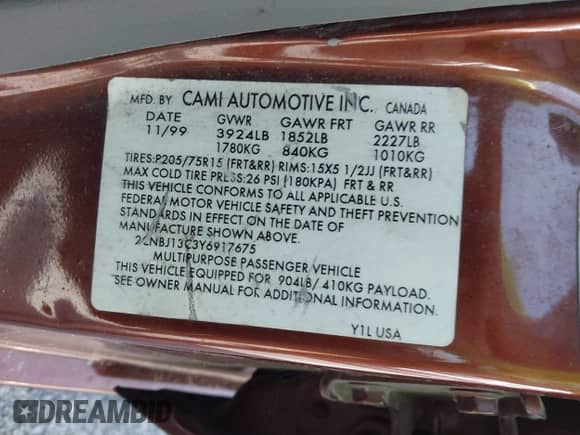 MFD. BY CAMI AUTOMOTIVE INC. CANADA
DATE GVWR GAWR FRT GAWR RR
11/99 3924LB 1852LB 2227LB
1780KG 840KG 1010KG
TIRES:P205/75R15 (FRT&RR) RIMS:15X5 1/2JJ (FRT&RR)
MAX COLD TIRE PRESS:26 PSI (180KPA) FRT & RR
THIS VEHICLE CONFORMS TO ALL APPLICABLE U.S.
FEDERAL MOTOR VEHICLE SAFETY AND THEFT PREVENTION
STANDARDS IN EFFECT ON THE DATE OF
MANUFACTURE SHOWN ABOVE.
2CNBJ13C3Y6917675
MULTIPURPOSE PASSENGER VEHICLE
THIS VEHICLE EQUIPPED FOR 904LB/ 410KG PAYLOAD.
SEE OWNER MANUAL FOR ADDITIONAL INFORMATION.
Y1L USA
DREAMBID